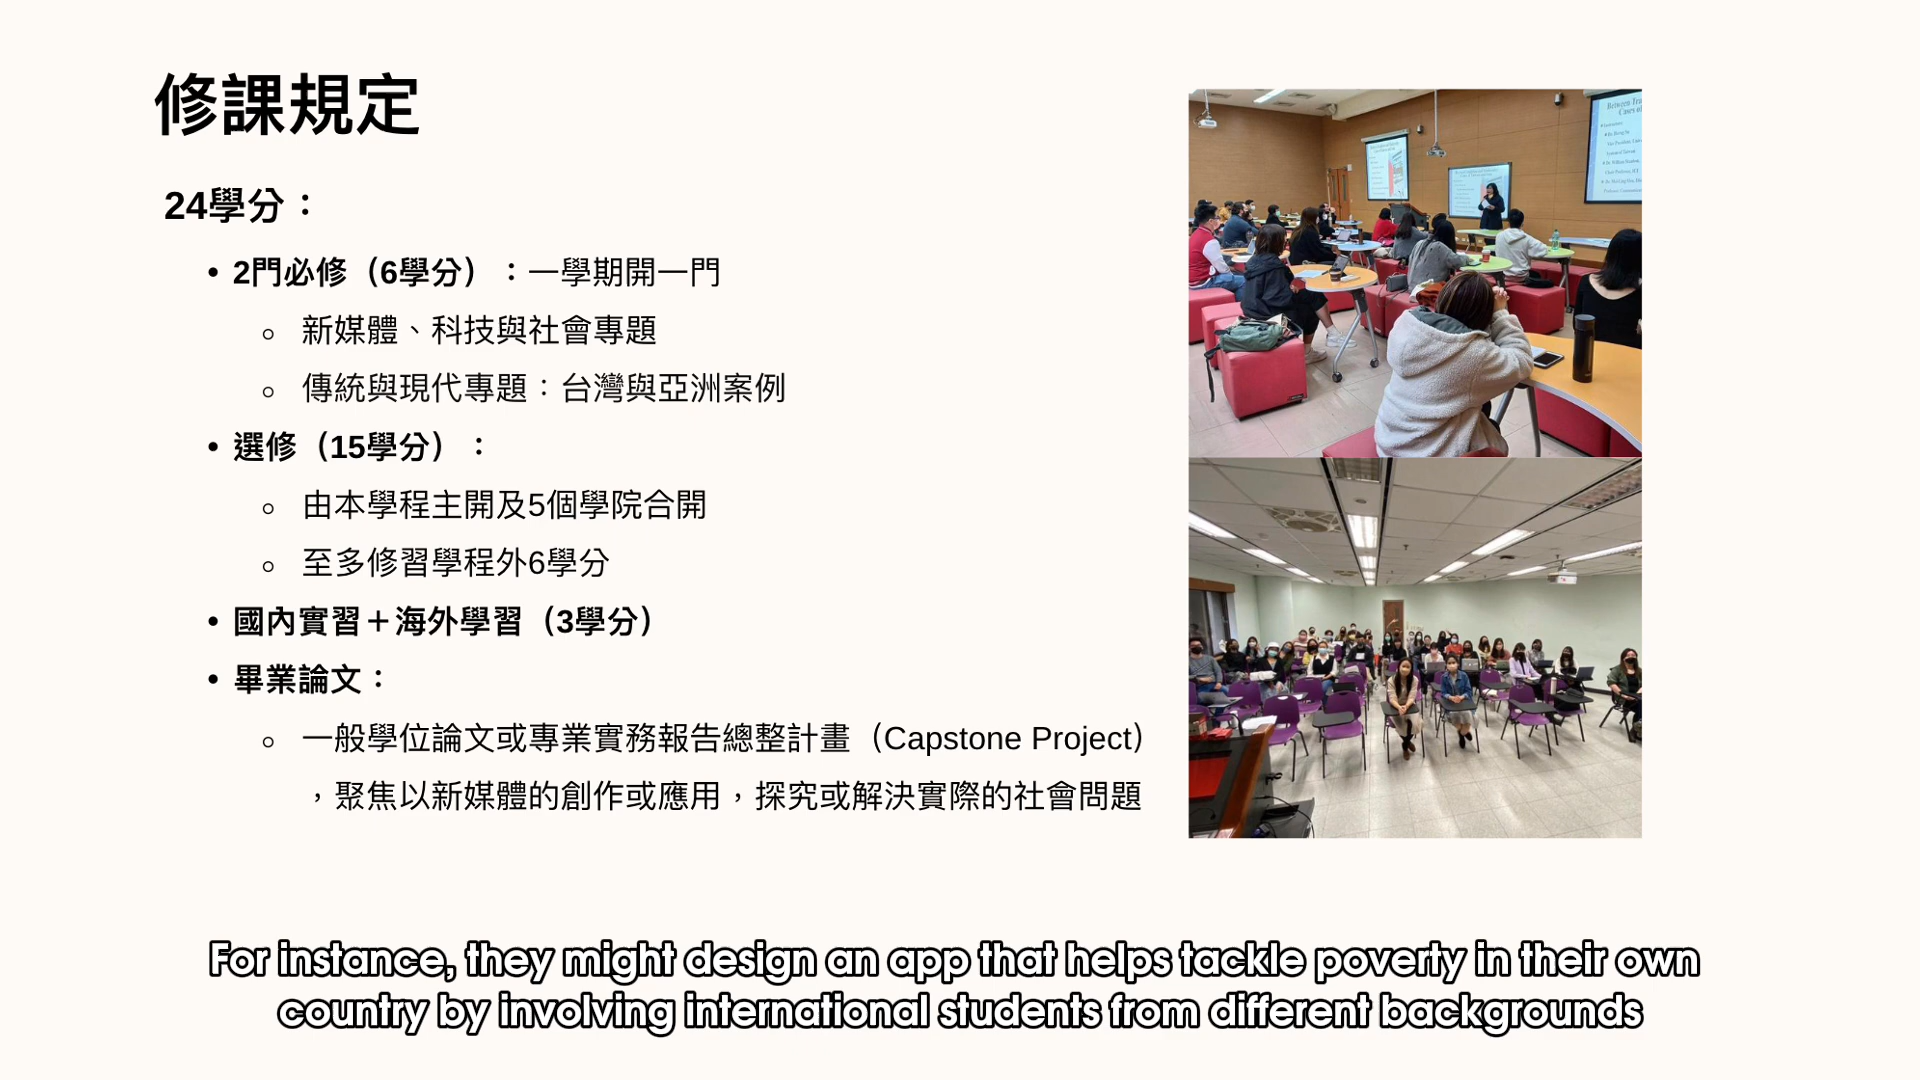 修課規定
24學分：
• 2門必修（6學分）：一學期開一門
○ 新媒體、科技與社會專題
○ 傳統與現代專題：台灣與亞洲案例
• 選修（15學分）：
○ 由本學程主開及5個學院合開
○ 至多修習學程外6學分
• 國內實習＋海外學習（3學分）
• 畢業論文：
○ 一般學位論文或專業實務報告總整計畫（Capstone Project）
，聚焦以新媒體的創作或應用，探究或解決實際的社會問題
For instance, they might design an app that helps tackle poverty in their own
country by involving international students from different backgrounds